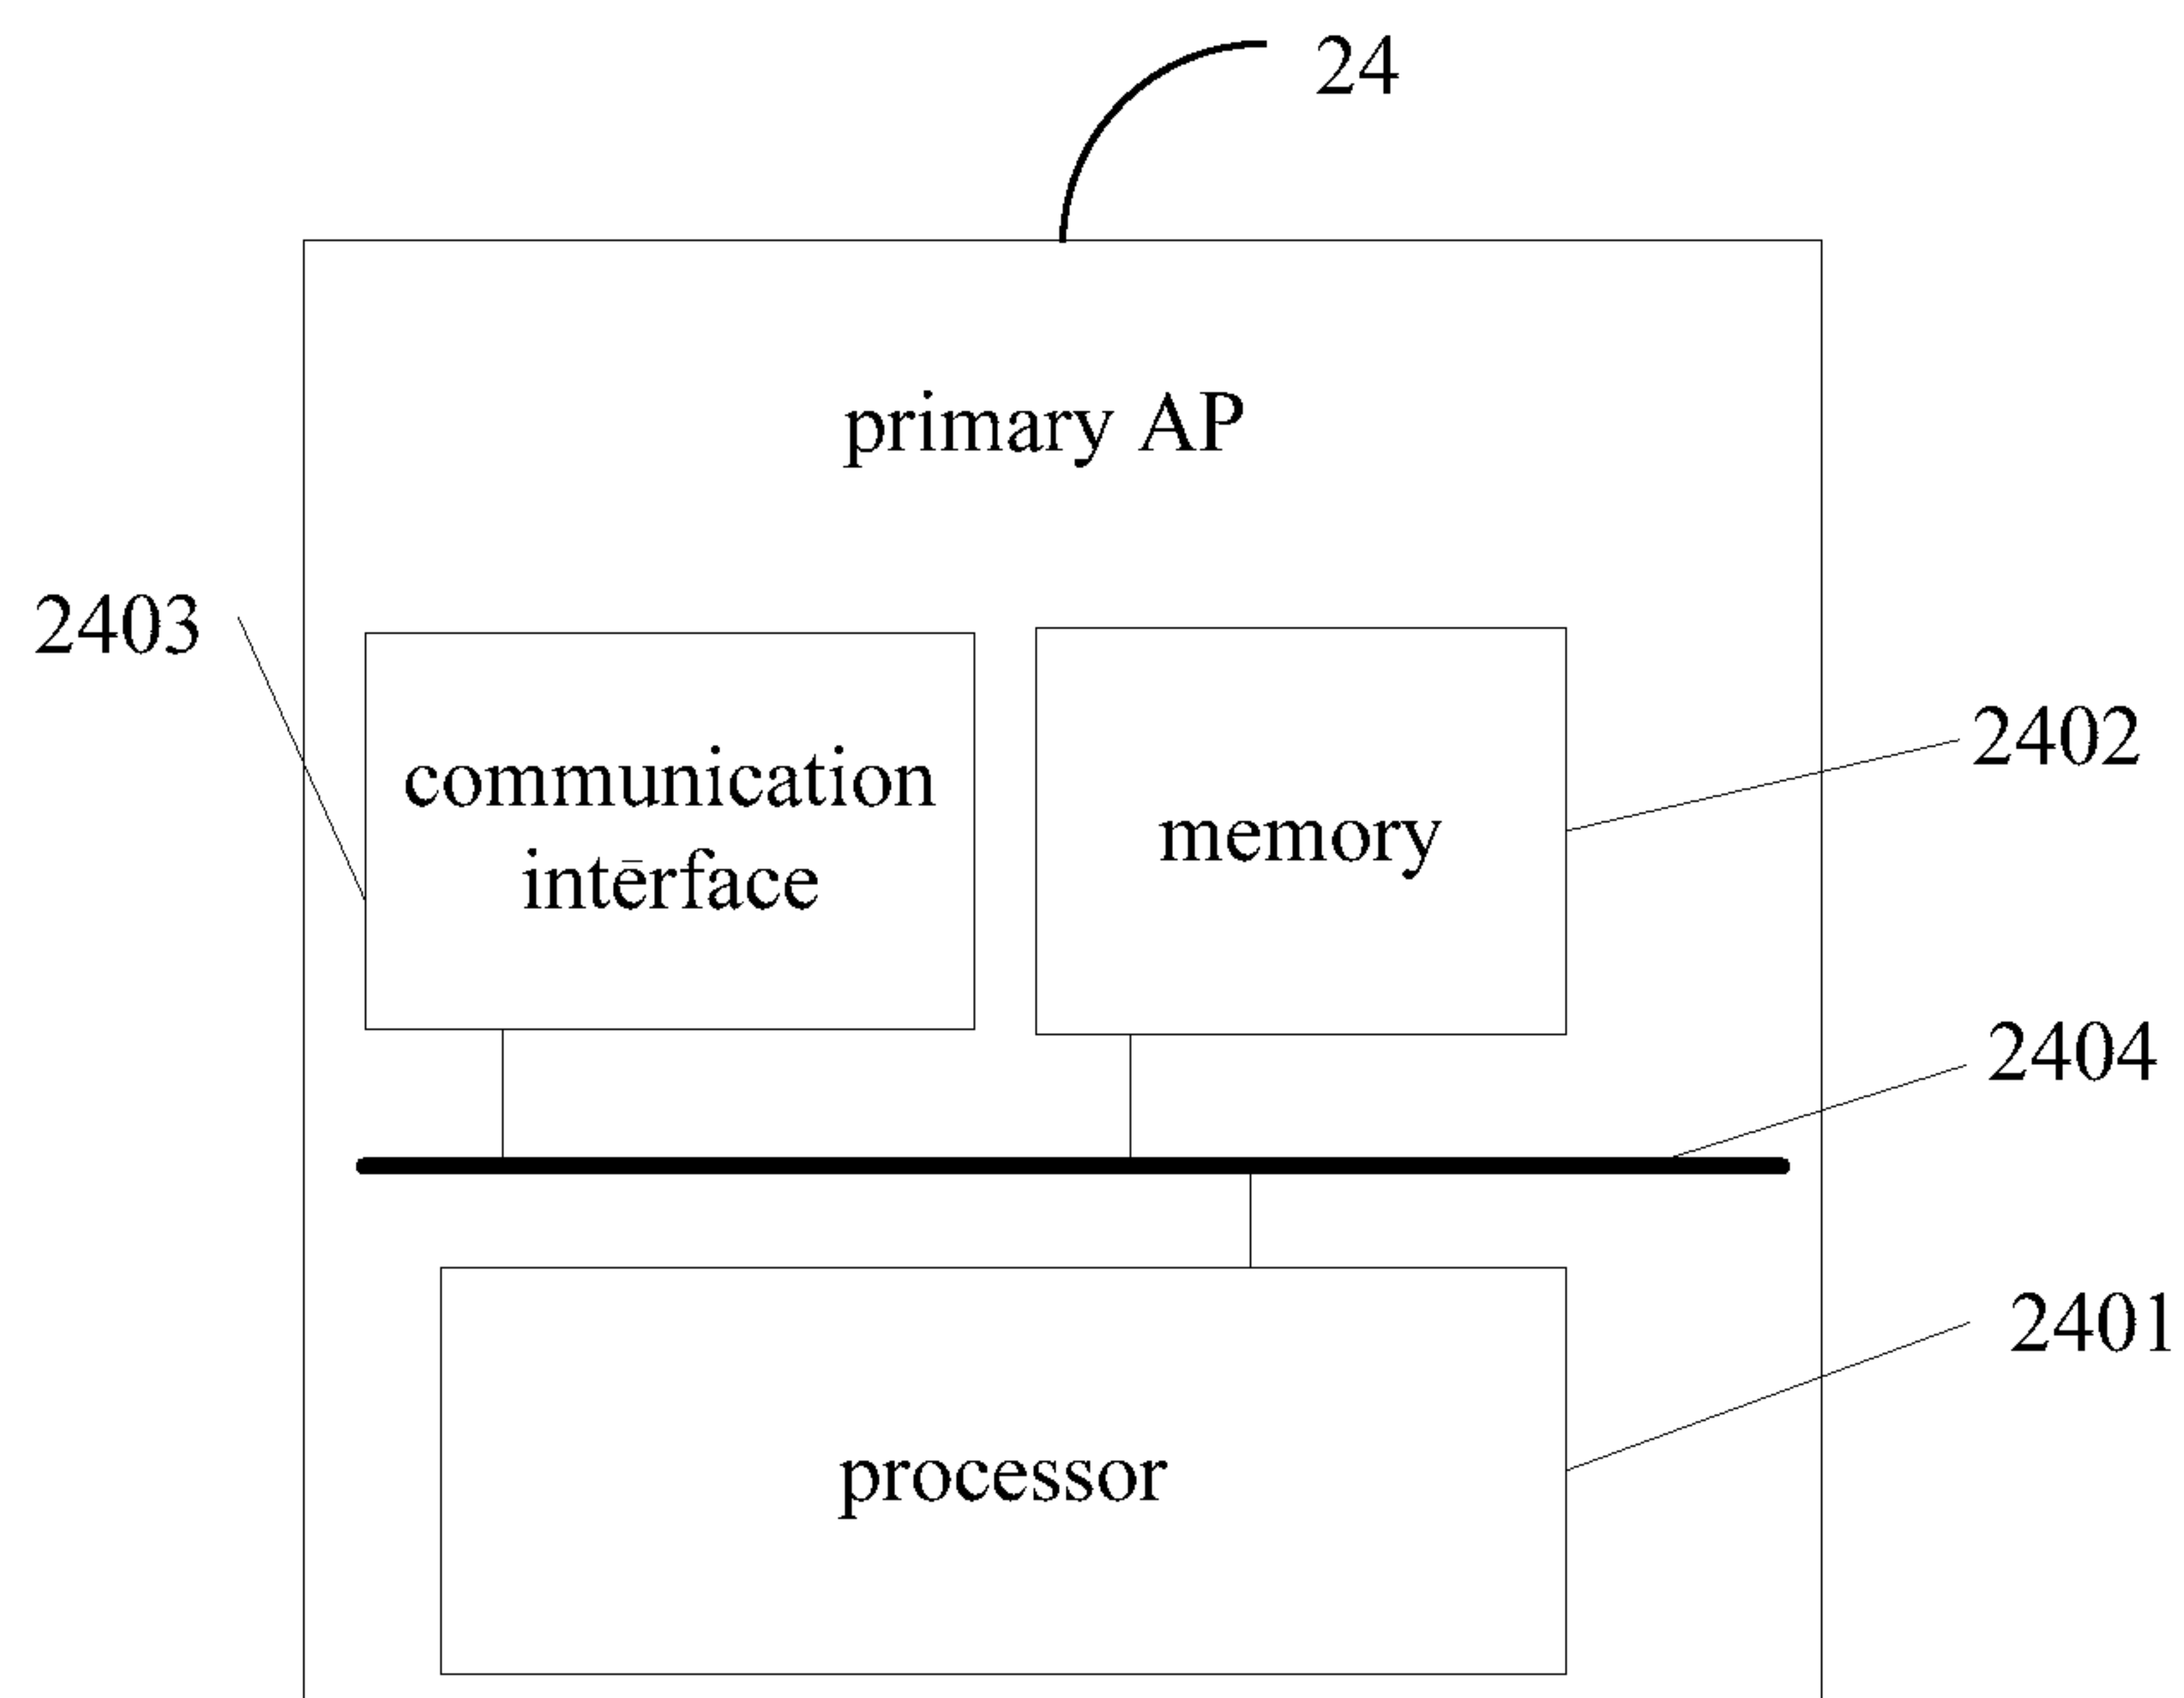 24
primary AP
2403
communication
interface
memory
2402
2404
2401
processor